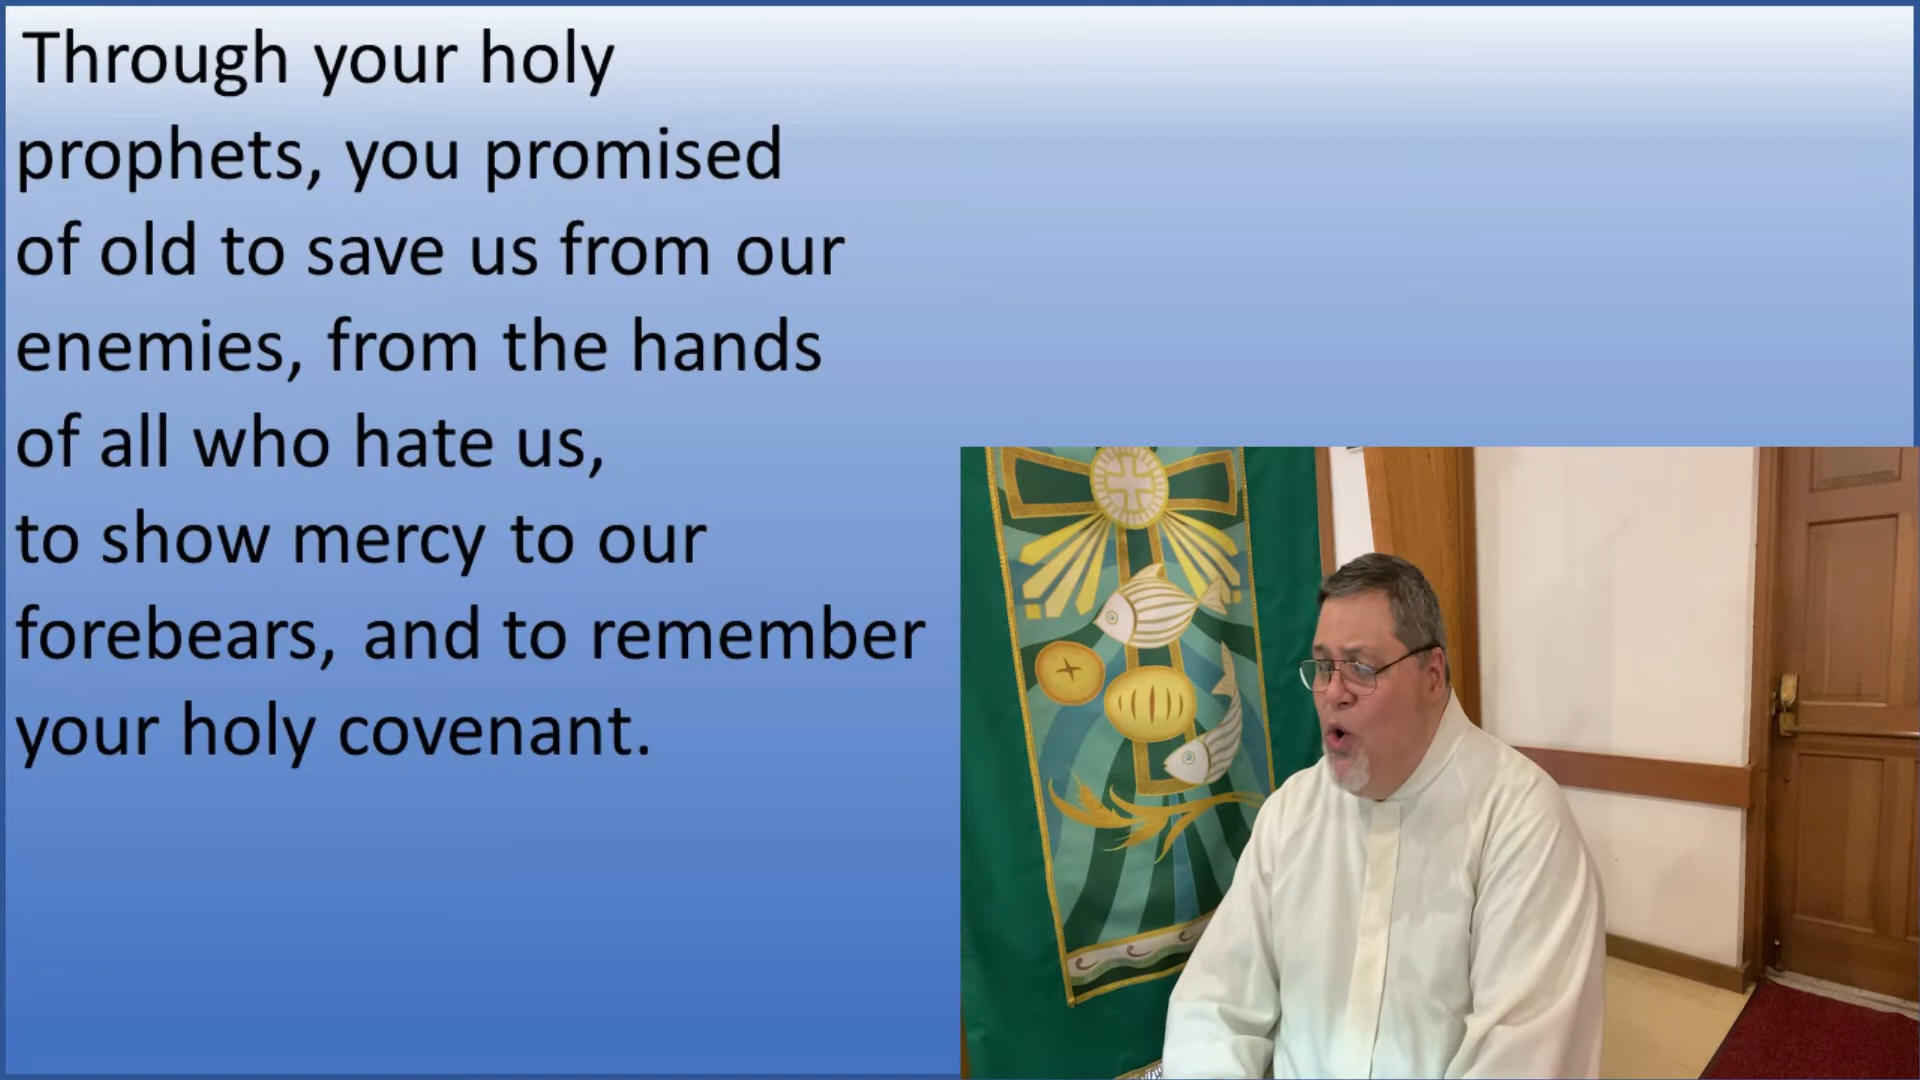 Through your holy
prophets, you promised
of old to save us from our
enemies, from the hands
of all who hate us,
to show mercy to our
forebears, and to remember
your holy covenant.